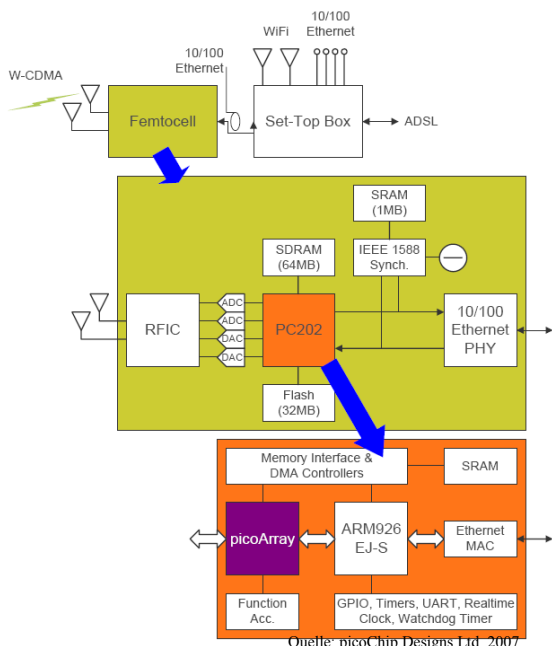 10/100
Ethernet
WiFi
10/100
Ethernet
W-CDMA
Femtocell
Set-Top Box
ADSL
SRAM
(1MB)
SDRAM
(64MB)
IEEE 1588
Synch.
RFIC
ADC
ADC
DAC
DAC
PC202
10/100
Ethernet
PHY
Flash
(32MB)
Memory Interface &
DMA Controllers
SRAM
picoArray
ARM926
EJ-S
Ethernet
MAC
Function
Acc.
GPIO, Timers, UART, Realtime
Clock, Watchdog Timer
Quelle: picoChip Designs Ltd, 2007